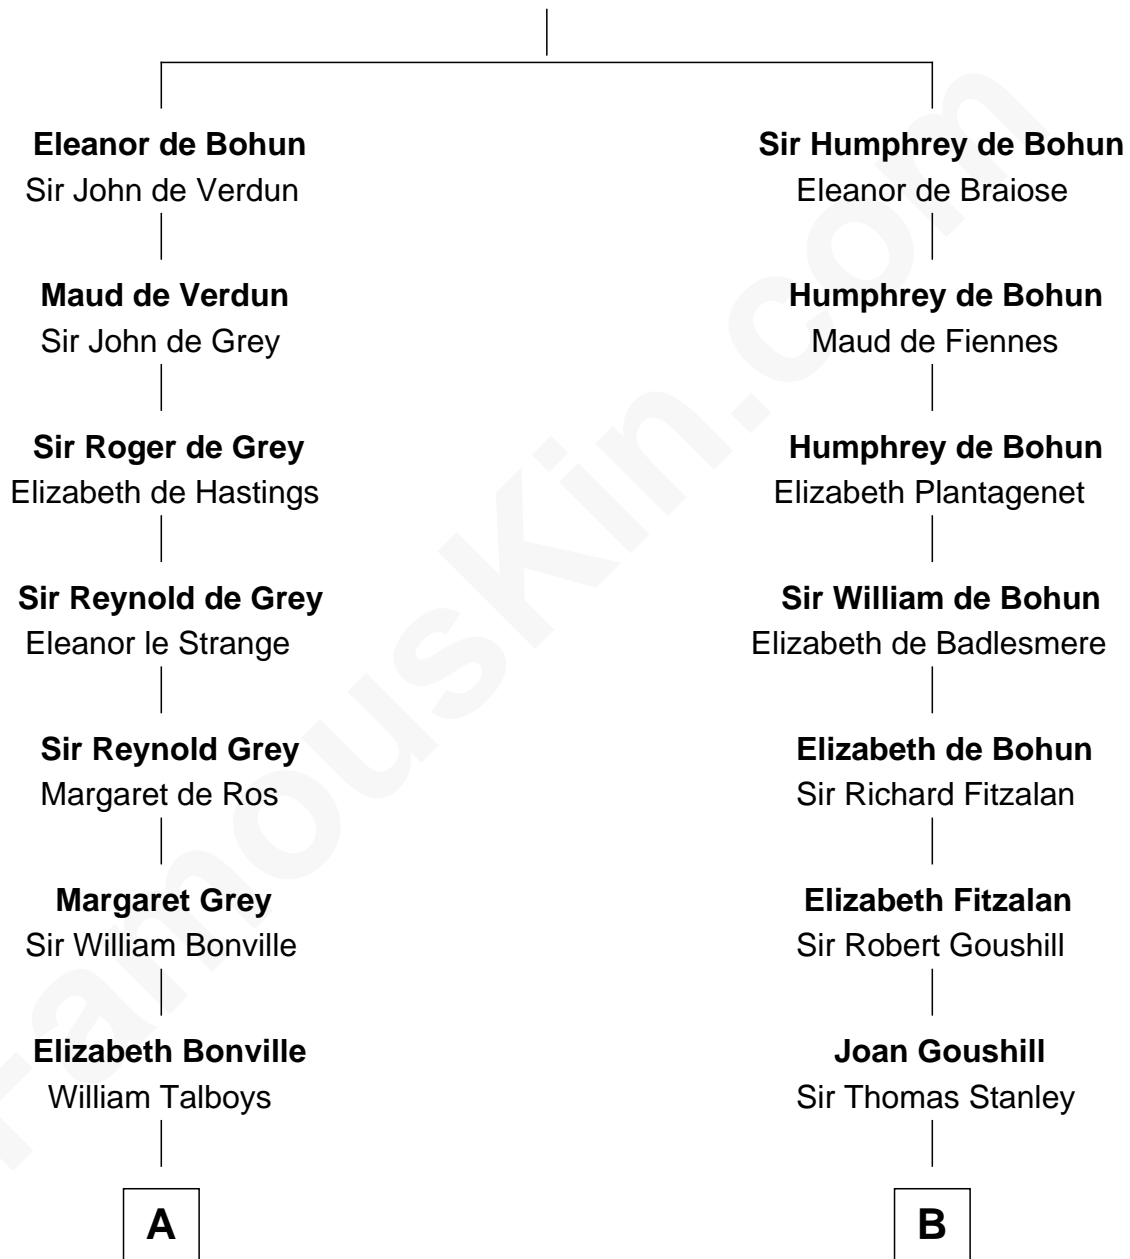 Eleanor de Bohun
Sir John de Verdun
Maud de Verdun
Sir John de Grey
Sir Roger de Grey
Elizabeth de Hastings
Sir Reynold de Grey
Eleanor le Strange
Sir Reynold Grey
Margaret de Ros
Margaret Grey
Sir William Bonville
Elizabeth Bonville
William Talboys
A
Sir Humphrey de Bohun
Eleanor de Braiose
Humphrey de Bohun
Maud de Fiennes
Humphrey de Bohun
Elizabeth Plantagenet
Sir William de Bohun
Elizabeth de Badlesmere
Elizabeth de Bohun
Sir Richard Fitzalan
Elizabeth Fitzalan
Sir Robert Goushill
Joan Goushill
Sir Thomas Stanley
B
FamousKin.com